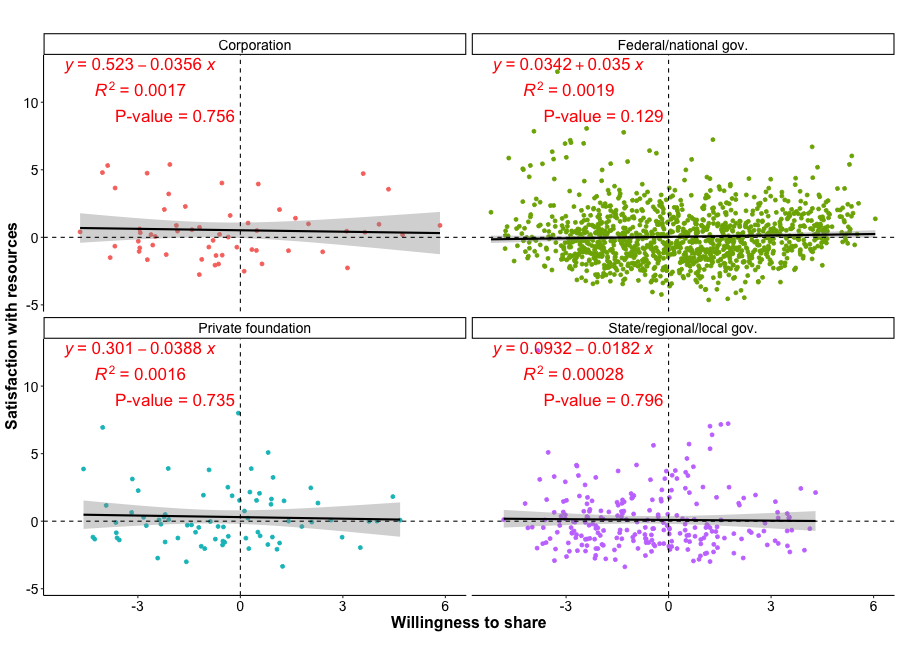 Corporation
Federal/national gov.
y = 0.523 – 0.0356 x
y = 0.0342 + 0.035 x
R² = 0.0017
R² = 0.0019
P-value = 0.756
P-value = 0.129
10
5
0
-5
Private foundation
State/regional/local gov.
y = 0.301 – 0.0388 x
y = 0.0932 – 0.0182 x
R² = 0.0016
R² = 0.00028
P-value = 0.735
P-value = 0.796
10
5
0
-5
-3 0 3 6
-3 0 3 6
Willingness to share
Satisfaction with resources